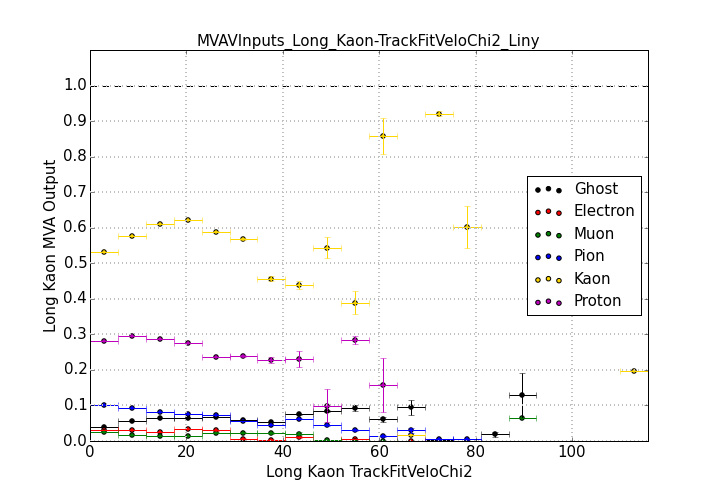 MVAVInputs_Long_Kaon-TrackFitVeloChi2_Liny
Long Kaon MVA Output
1.0
0.9
0.8
0.7
0.6
0.5
0.4
0.3
0.2
0.1
0.0
Ghost
Electron
Muon
Pion
Kaon
Proton
0 20 40 60 80 100
Long Kaon TrackFitVeloChi2